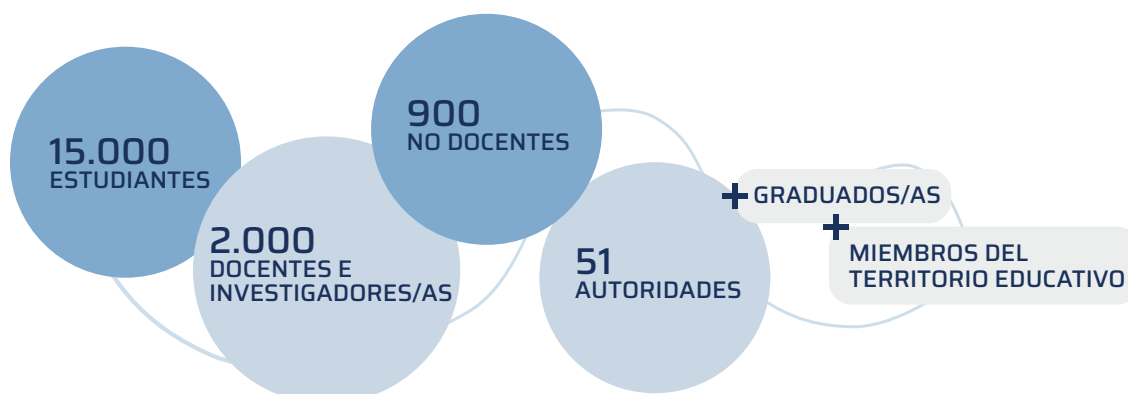 15.000
ESTUDIANTES
2.000
DOCENTES E
INVESTIGADORES/AS
900
NO DOCENTES
51
AUTORIDADES
+ GRADUADOS/AS
+
MIEMBROS DEL
TERRITORIO EDUCATIVO